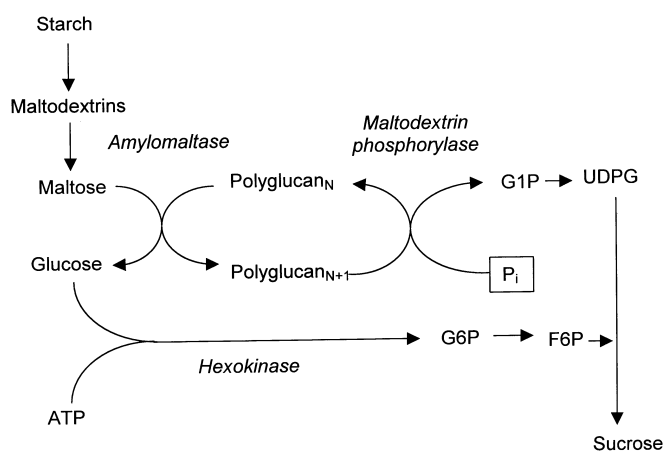 Starch
Maltodextrins
Amylomaltase
Maltodextrin
phosphorylase
Maltose
PolyglucanN
G1P
UDPG
Glucose
PolyglucanN+1
Pi
G6P
F6P
Hexokinase
ATP
Sucrose